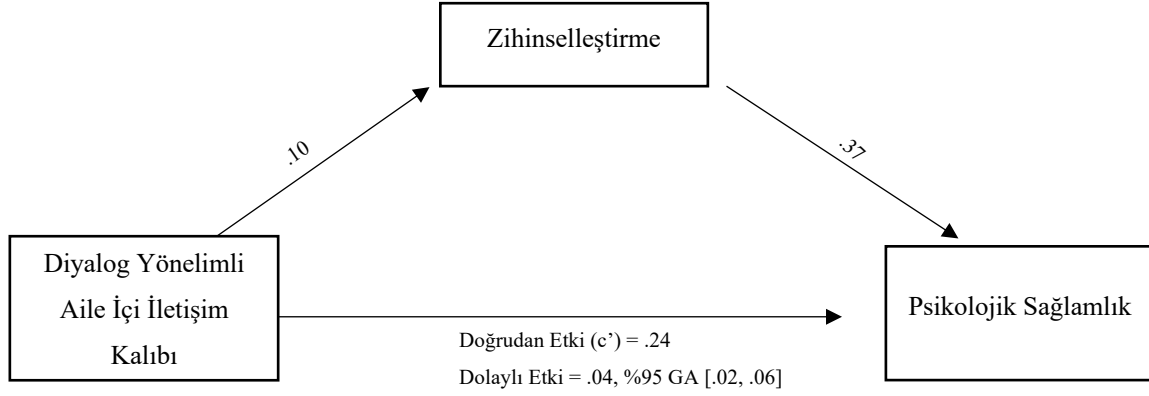 Zihinselleştirme
.10
.37
Diyalog Yönelimli
Aile İçi İletişim
Kalıbı
Psikolojik Sağlamlık
Doğrudan Etki (c’) = .24
Dolaylı Etki = .04, %95 GA [.02, .06]